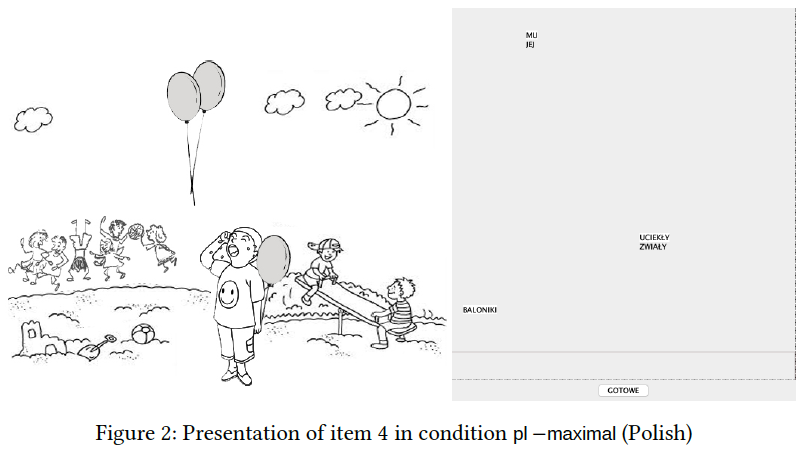 MU
JEJ
UCIEKŁY
ZWIAŁY
BALONIKI
GOTOWE
Figure 2: Presentation of item 4 in condition pl –maximal (Polish)